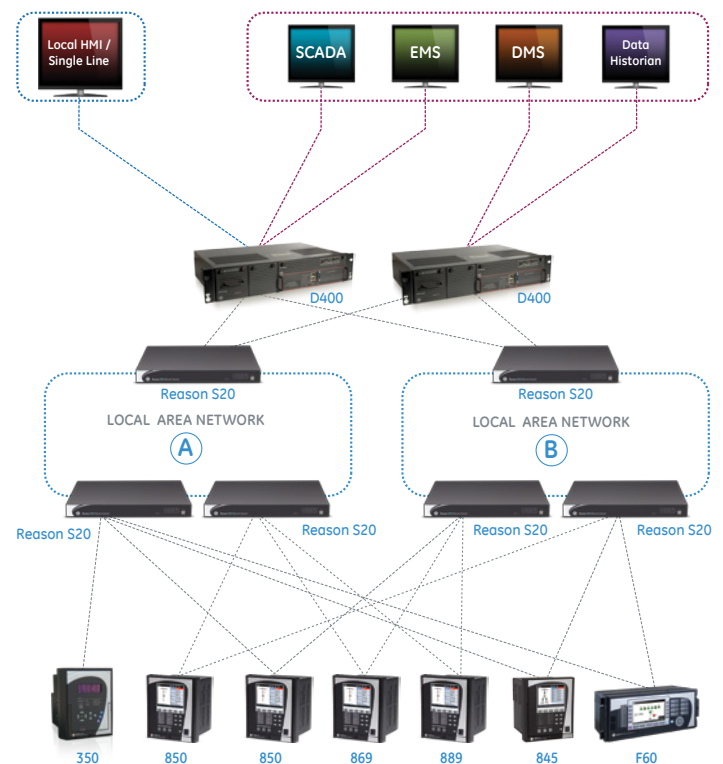 Local HMI /
Single Line
SCADA
EMS
DMS
Data
Historian
D400
D400
Reason S20
Reason S20
LOCAL AREA NETWORK
A
LOCAL AREA NETWORK
B
Reason S20
Reason S20
Reason S20
Reason S20
350
850
850
869
889
845
F60